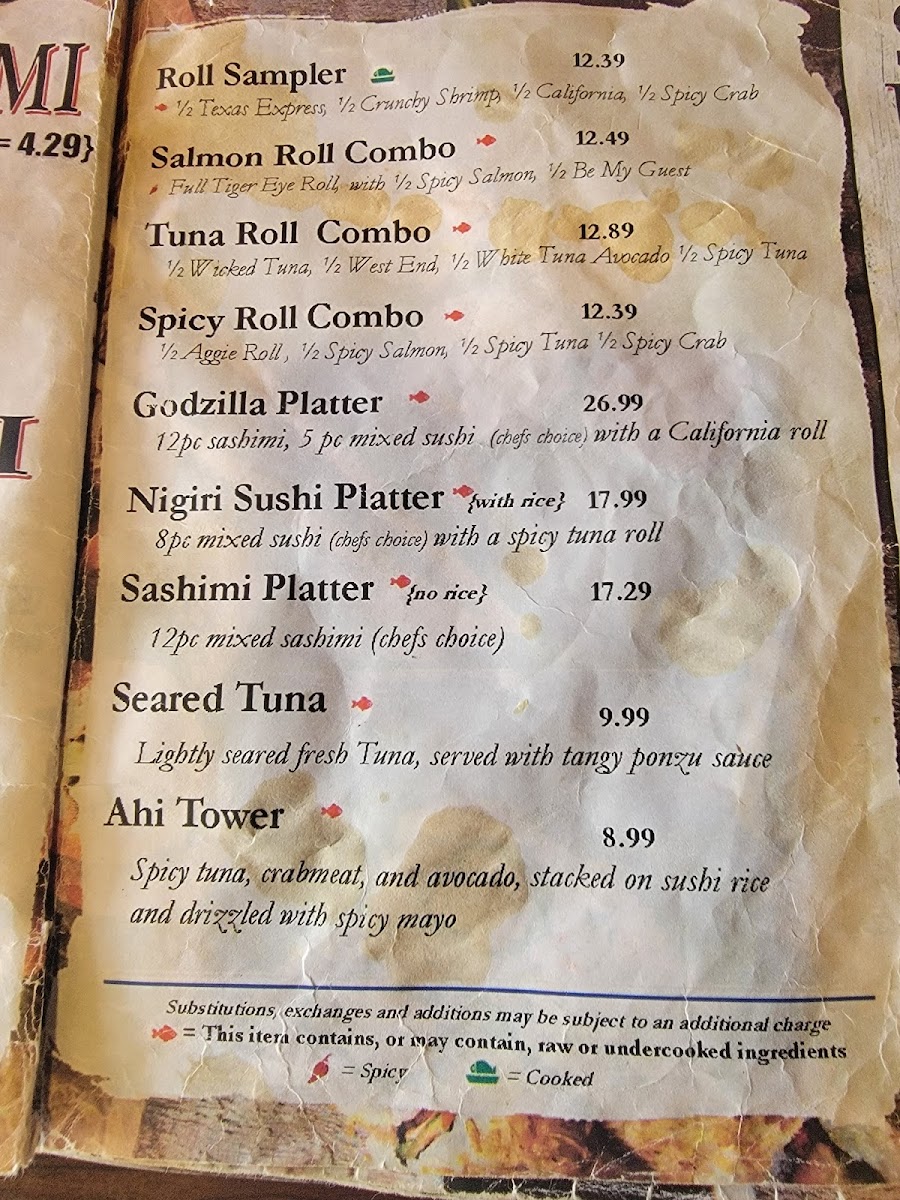 MI
= 4.29}
I
Roll Sampler 12.39
½ Texas Express, ½ Crunchy Shrimp, ½ California, ½ Spicy Crab
Salmon Roll Combo 12.49
Full Tiger Eye Roll, with ½ Spicy Salmon, ½ Be My Guest
Tuna Roll Combo 12.89
½ Wicked Tuna, ½ West End, ½ White Tuna Avocado ½ Spicy Tuna
Spicy Roll Combo 12.39
½ Aggie Roll, ½ Spicy Salmon, ½ Spicy Tuna ½ Spicy Crab
Godzilla Platter 26.99
12pc sashimi, 5 pc mixed sushi (chefs choice) with a California roll
Nigiri Sushi Platter {with rice} 17.99
8pc mixed sushi (chefs choice) with a spicy tuna roll
Sashimi Platter {no rice} 17.29
12pc mixed sashimi (chefs choice)
Seared Tuna 9.99
Lightly seared fresh Tuna, served with tangy ponzu sauce
Ahi Tower 8.99
Spicy tuna, crabmeat, and avocado, stacked on sushi rice
and drizzled with spicy mayo
Substitutions, exchanges and additions may be subject to an additional charge
= This item contains, or may contain, raw or undercooked ingredients
= Spicy = Cooked